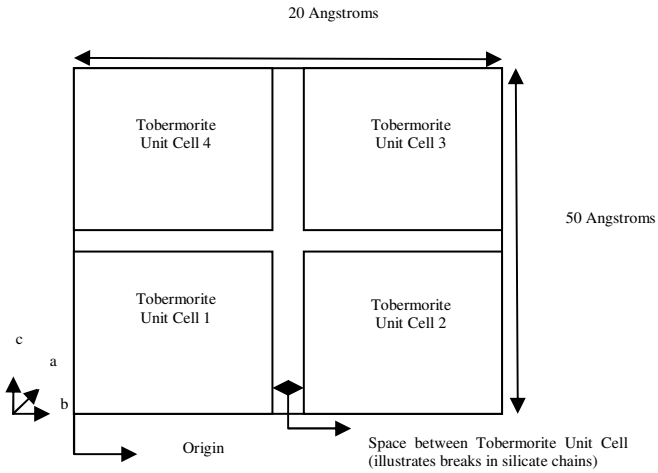 20 Angstroms
Tobermorite
Unit Cell 4
Tobermorite
Unit Cell 3
50 Angstroms
Tobermorite
Unit Cell 1
Tobermorite
Unit Cell 2
c
a
b
Origin
Space between Tobermorite Unit Cell
(illustrates breaks in silicate chains)